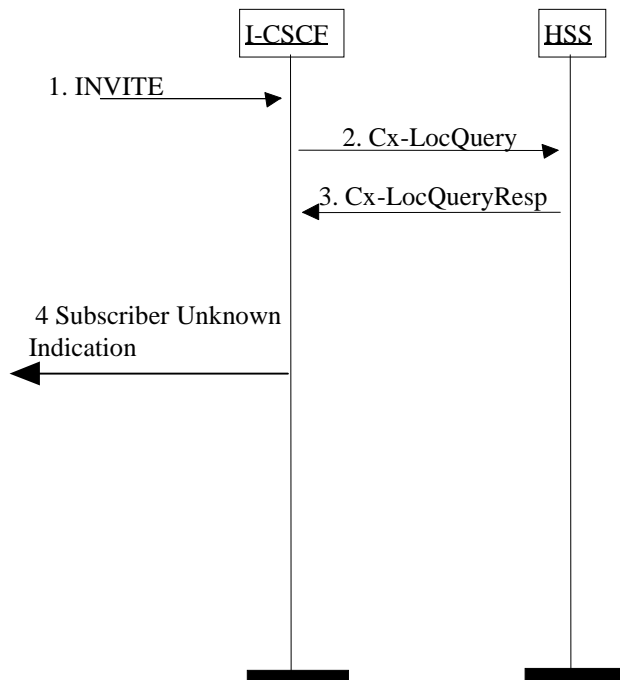 I-CSCF
HSS
1. INVITE
2. Cx-LocQuery
3. Cx-LocQueryResp
4 Subscriber Unknown
Indication